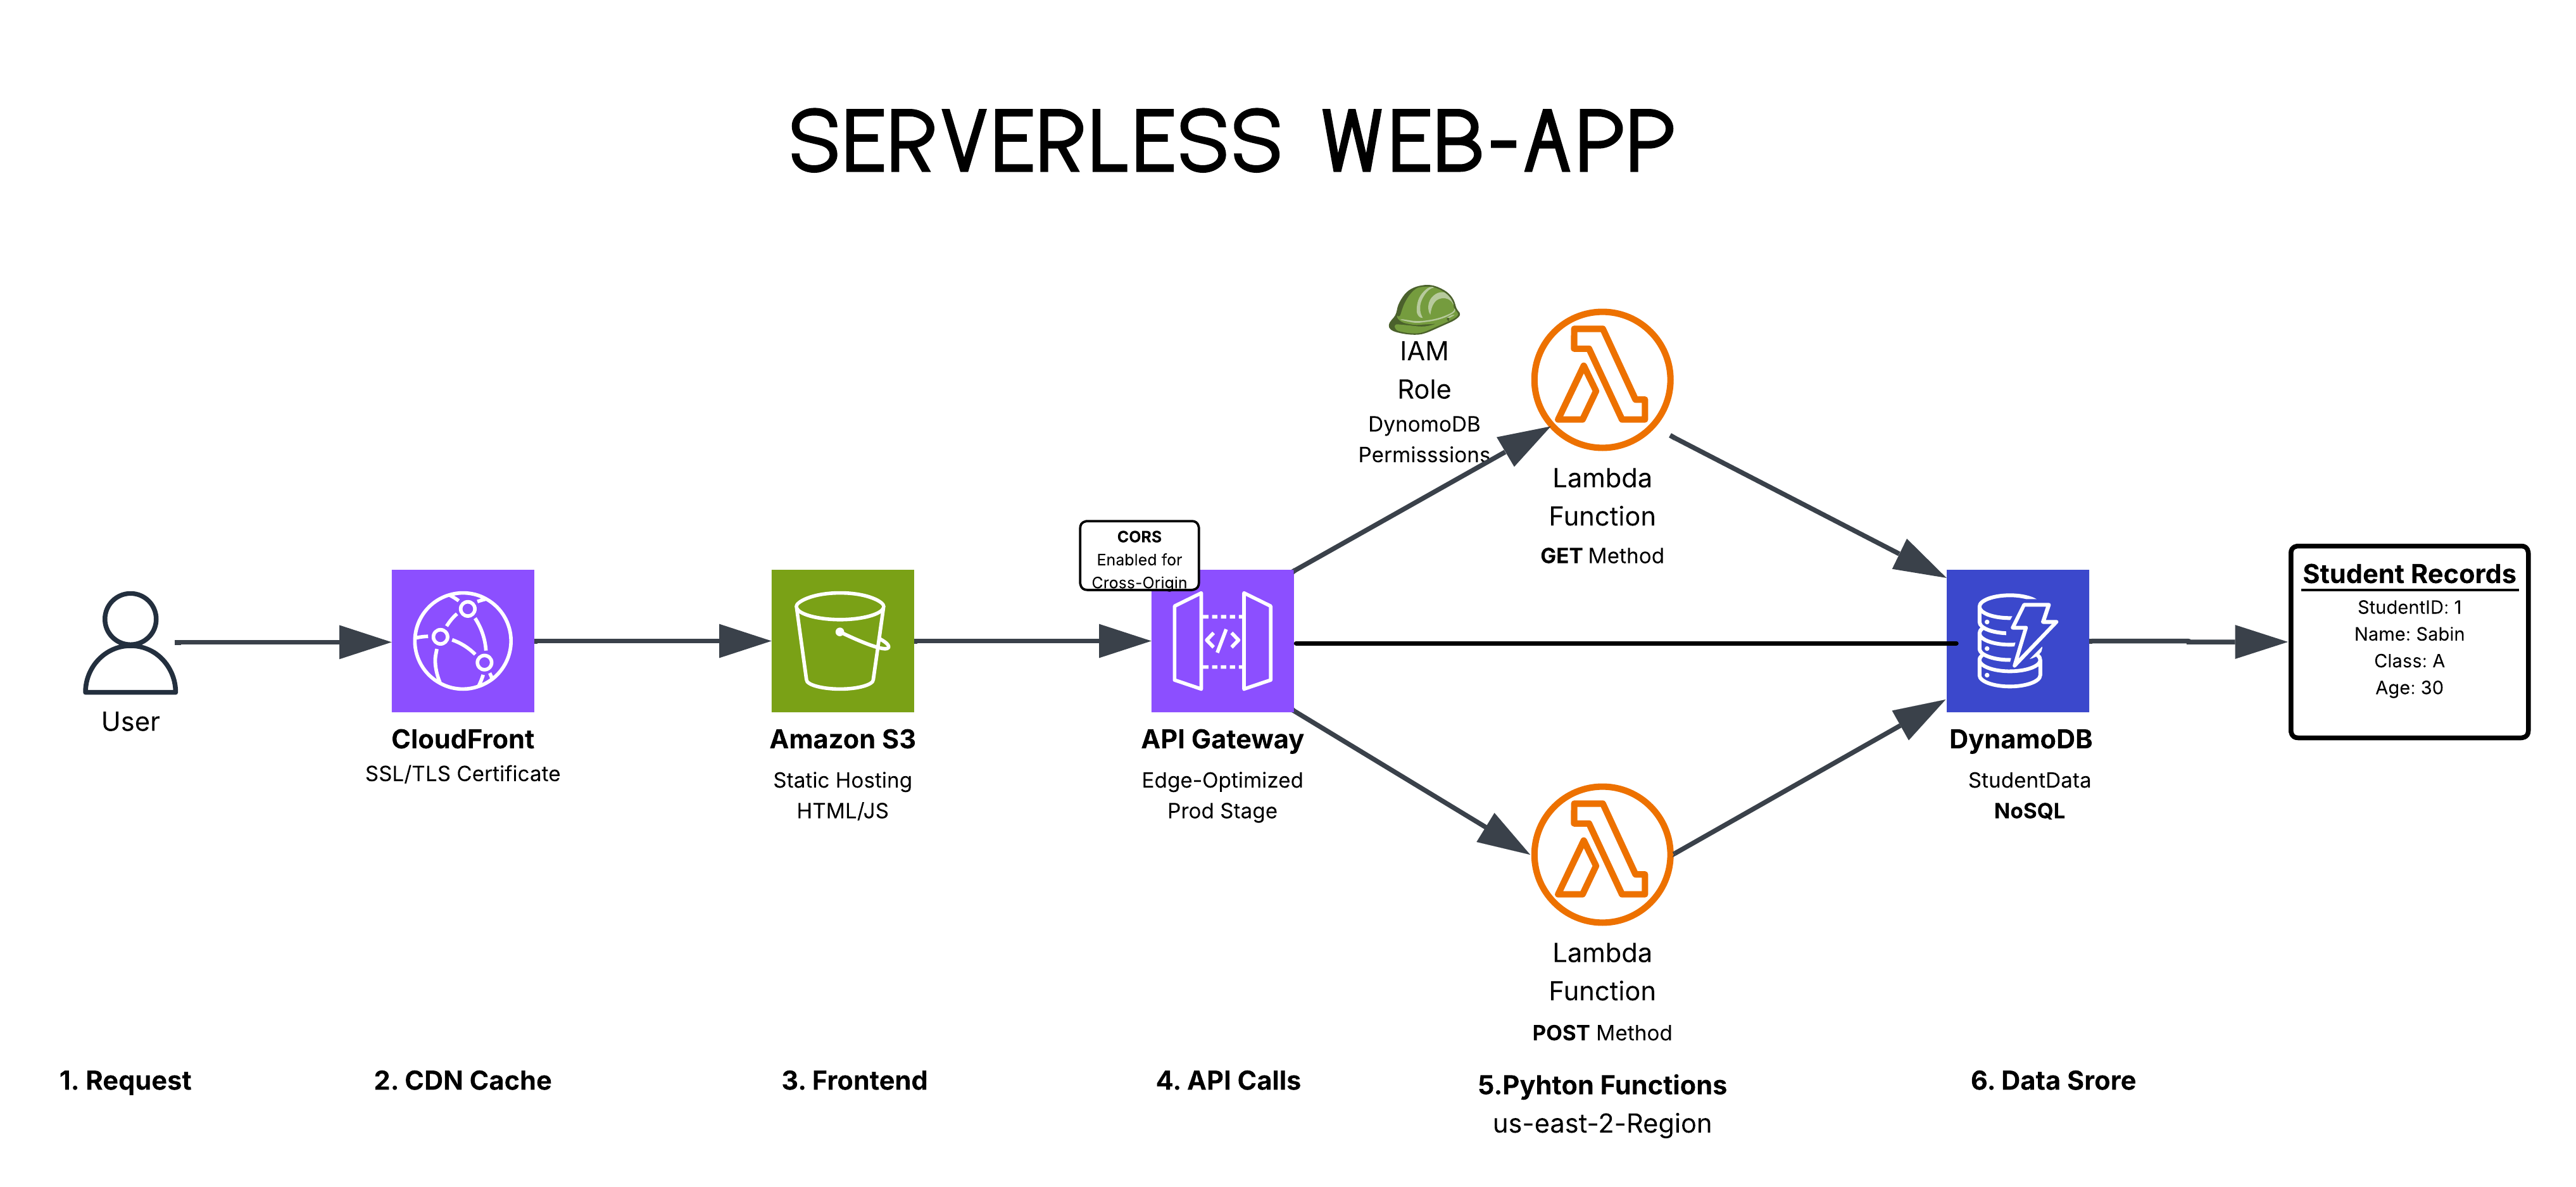 SERVERLESS WEB-APP
IAM
Role
DynomoDB
Permisssions
Lambda
Function
GET Method
CORS
Enabled for
Cross-Origin
Student Records
StudentID: 1
Name: Sabin
Class: A
Age: 30
User
CloudFront
SSL/TLS Certificate
Amazon S3
Static Hosting
HTML/JS
API Gateway
Edge-Optimized
Prod Stage
DynamoDB
StudentData
NoSQL
Lambda
Function
POST Method
1. Request
2. CDN Cache
3. Frontend
4. API Calls
5.Pyhton Functions
us-east-2-Region
6. Data Srore